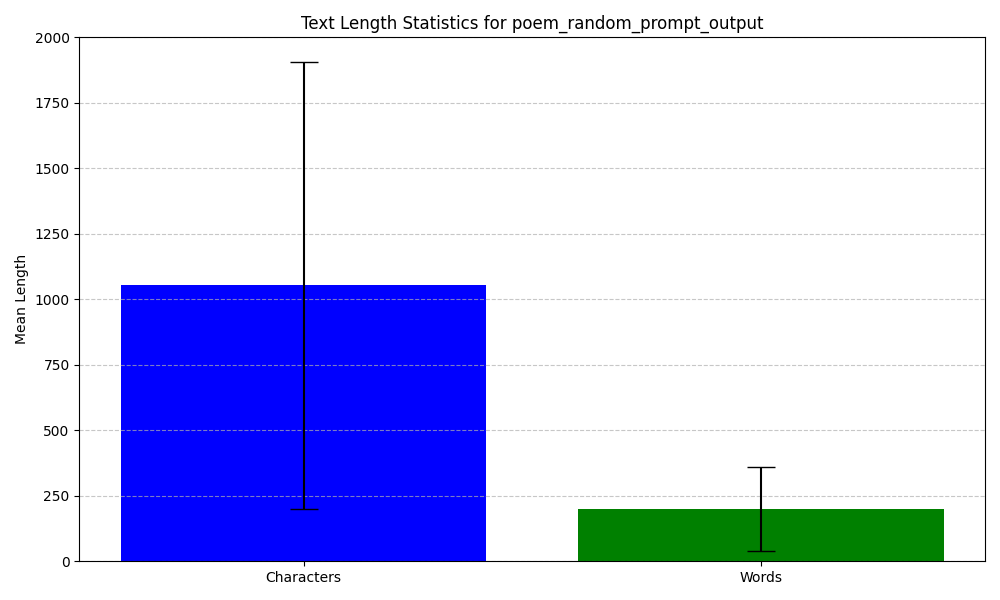 Text Length Statistics for poem_random_prompt_output
2000
1750
1500
1250
1000
750
500
250
0
Mean Length
Characters
Words